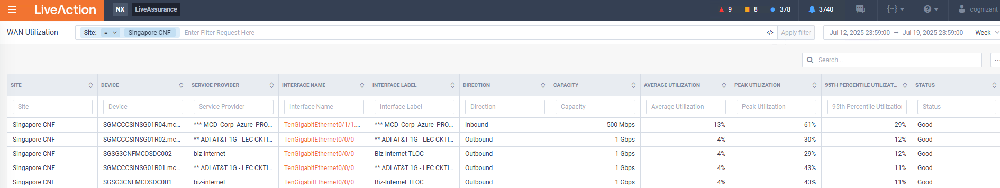 LiveAction NX LiveAssurance 9 8 378 3740 {···} ? cognizant
WAN Utilization Site: = Singapore CNF Enter Filter Request Here </> Apply filter Jul 12, 2025 23:59:00 → Jul 19, 2025 23:59:00 Week
Search... ...
SITE DEVICE SERVICE PROVIDER INTERFACE NAME INTERFACE LABEL DIRECTION CAPACITY AVERAGE UTILIZATION PEAK UTILIZATION 95TH PERCENTILE UTILIZAT... STATUS
Site Device Service Provider Interface Name Interface Label Direction Capacity Average Utilization Peak Utilization 95th Percentile Utilization Status
Singapore CNF SGMCCCSINSG01R04.mc... *** MCD_Corp_Azure_PRO... TenGigabitEthernet0/1/1.... *** MCD_Corp_Azure_PRO... Inbound 500 Mbps 13% 61% 29% Good
Singapore CNF SGMCCCSINSG01R02.mc... ** ADI AT&T 1G - LEC CKTI... TenGigabitEthernet0/0/0 ** ADI AT&T 1G - LEC CKTI... Outbound 1 Gbps 4% 30% 12% Good
Singapore CNF SGSG3CNFMCDSDC002 biz-internet TenGigabitEthernet0/0/0 Biz-Internet TLOC Outbound 1 Gbps 4% 29% 12% Good
Singapore CNF SGMCCCSINSG01R01.mc... ** ADI AT&T 1G - LEC CKTI... TenGigabitEthernet0/0/0 ** ADI AT&T 1G - LEC CKTI... Outbound 1 Gbps 4% 43% 11% Good
Singapore CNF SGSG3CNFMCDSDC001 biz-internet TenGigabitEthernet0/0/0 Biz-Internet TLOC Outbound 1 Gbps 4% 43% 11% Good